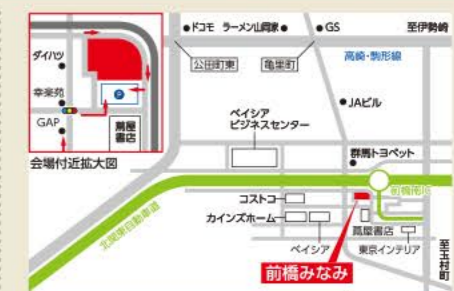 ドコモ
ラーメン山岡家
GS
至伊勢崎
公田町東
亀里町
高崎・駒形線
ダイハツ
幸楽苑
GAP
P
蔦屋
書店
会場付近拡大図
JAビル
ベイシア
ビジネスセンター
群馬トヨペット
前橋南IC
北関東自動車道
コストコ
カインズホーム
ベイシア
蔦屋書店
東京インテリア
至玉村町
前橋みなみ